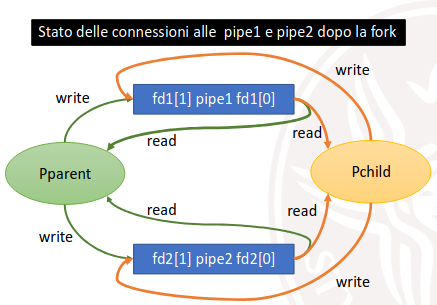 Stato delle connessioni alle pipe1 e pipe2 dopo la fork
write
write
fd1[1] pipe1 fd1[0]
read
read
Pparent
Pchild
read
read
write
fd2[1] pipe2 fd2[0]
write